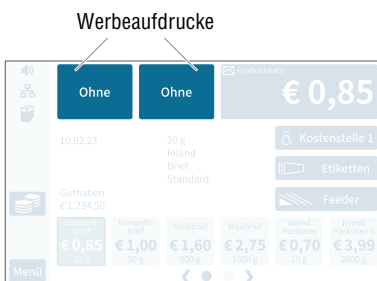 Werbeaufdrucke
Ohne
Ohne
Produktwahl
€ 0,85
10.02.23
20 g
Inland
Brief
Standard
Kostenstelle 1
Etiketten
Guthaben
€ 1.234,50
Feeder
Standard-
brief
€ 0,85
20 g
Kompakt-
brief
€ 1,00
50 g
Großbrief
€ 1,60
500 g
Maxibrief
€ 2,75
1000 g
Inland
Postkarte
€ 0,70
15 g
Inland
Päckchen S
€ 3,99
2000 g
Menü